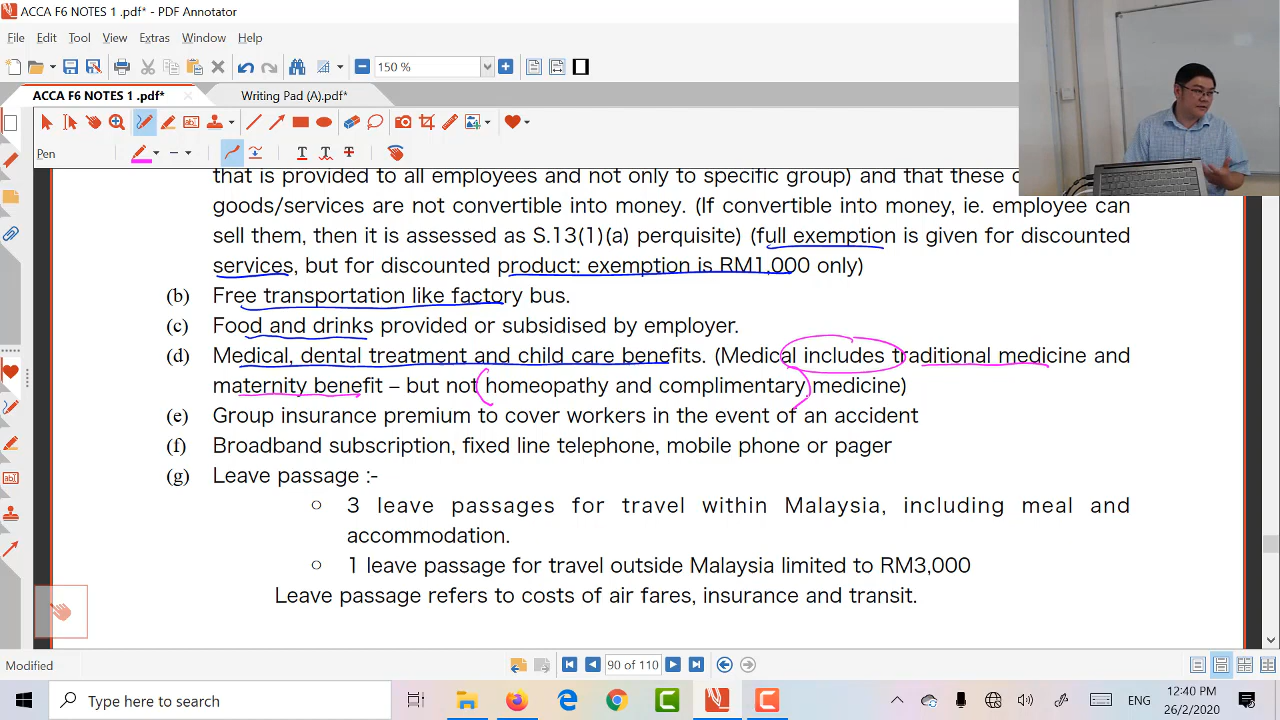 ACCA F6 NOTES 1 .pdf* - PDF Annotator
File Edit Tool View Extras Window Help
150 %
ACCA F6 NOTES 1 .pdf* Writing Pad (A).pdf*
Pen
that is provided to all employees and not only to specific group) and that these
goods/services are not convertible into money. (If convertible into money, ie. employee can
sell them, then it is assessed as S.13(1)(a) perquisite) (full exemption is given for discounted
services, but for discounted product: exemption is RM1,000 only)
(b) Free transportation like factory bus.
(c) Food and drinks provided or subsidised by employer.
(d) Medical, dental treatment and child care benefits. (Medical includes traditional medicine and
maternity benefit – but not homeopathy and complimentary medicine)
(e) Group insurance premium to cover workers in the event of an accident
(f) Broadband subscription, fixed line telephone, mobile phone or pager
(g) Leave passage :-
○ 3 leave passages for travel within Malaysia, including meal and
accommodation.
○ 1 leave passage for travel outside Malaysia limited to RM3,000
Leave passage refers to costs of air fares, insurance and transit.
Modified 90 of 110
Type here to search
ENG
12:40 PM
26/2/2020